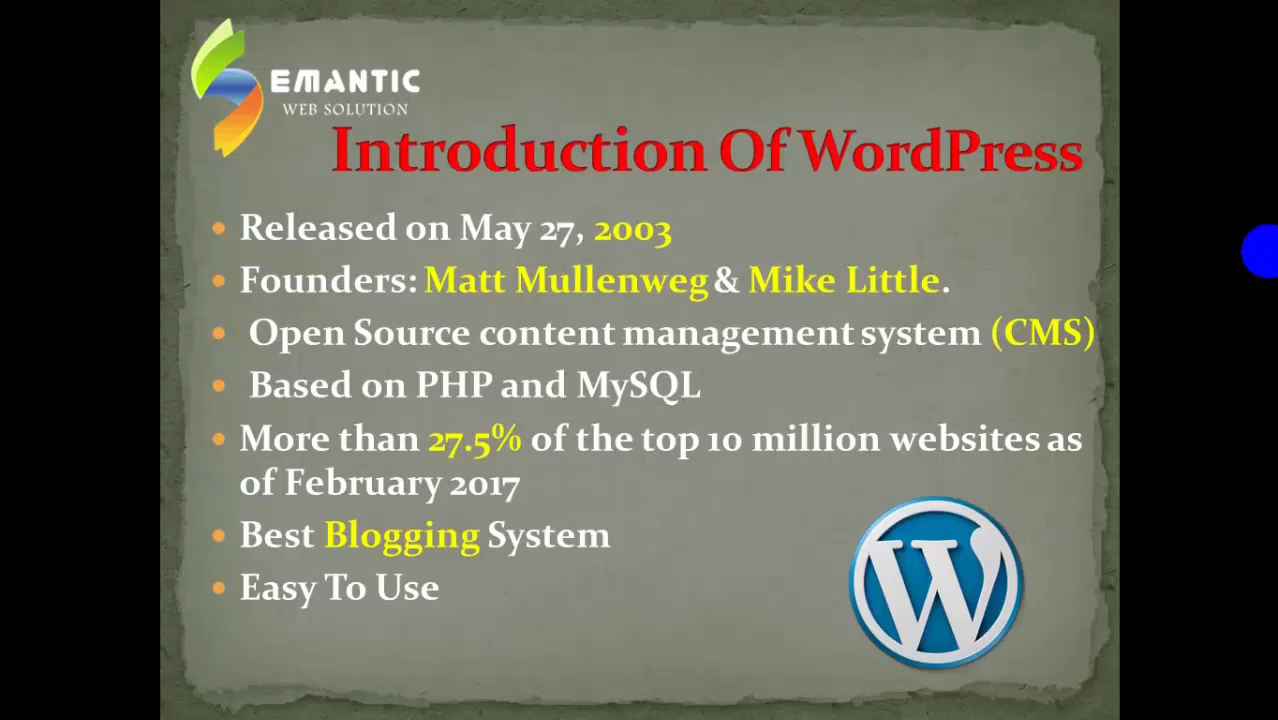 EMANTIC
WEB SOLUTION
Introduction Of WordPress
• Released on May 27, 2003
• Founders: Matt Mullenweg & Mike Little.
• Open Source content management system (CMS)
• Based on PHP and MySQL
• More than 27.5% of the top 10 million websites as
of February 2017
• Best Blogging System
• Easy To Use
W